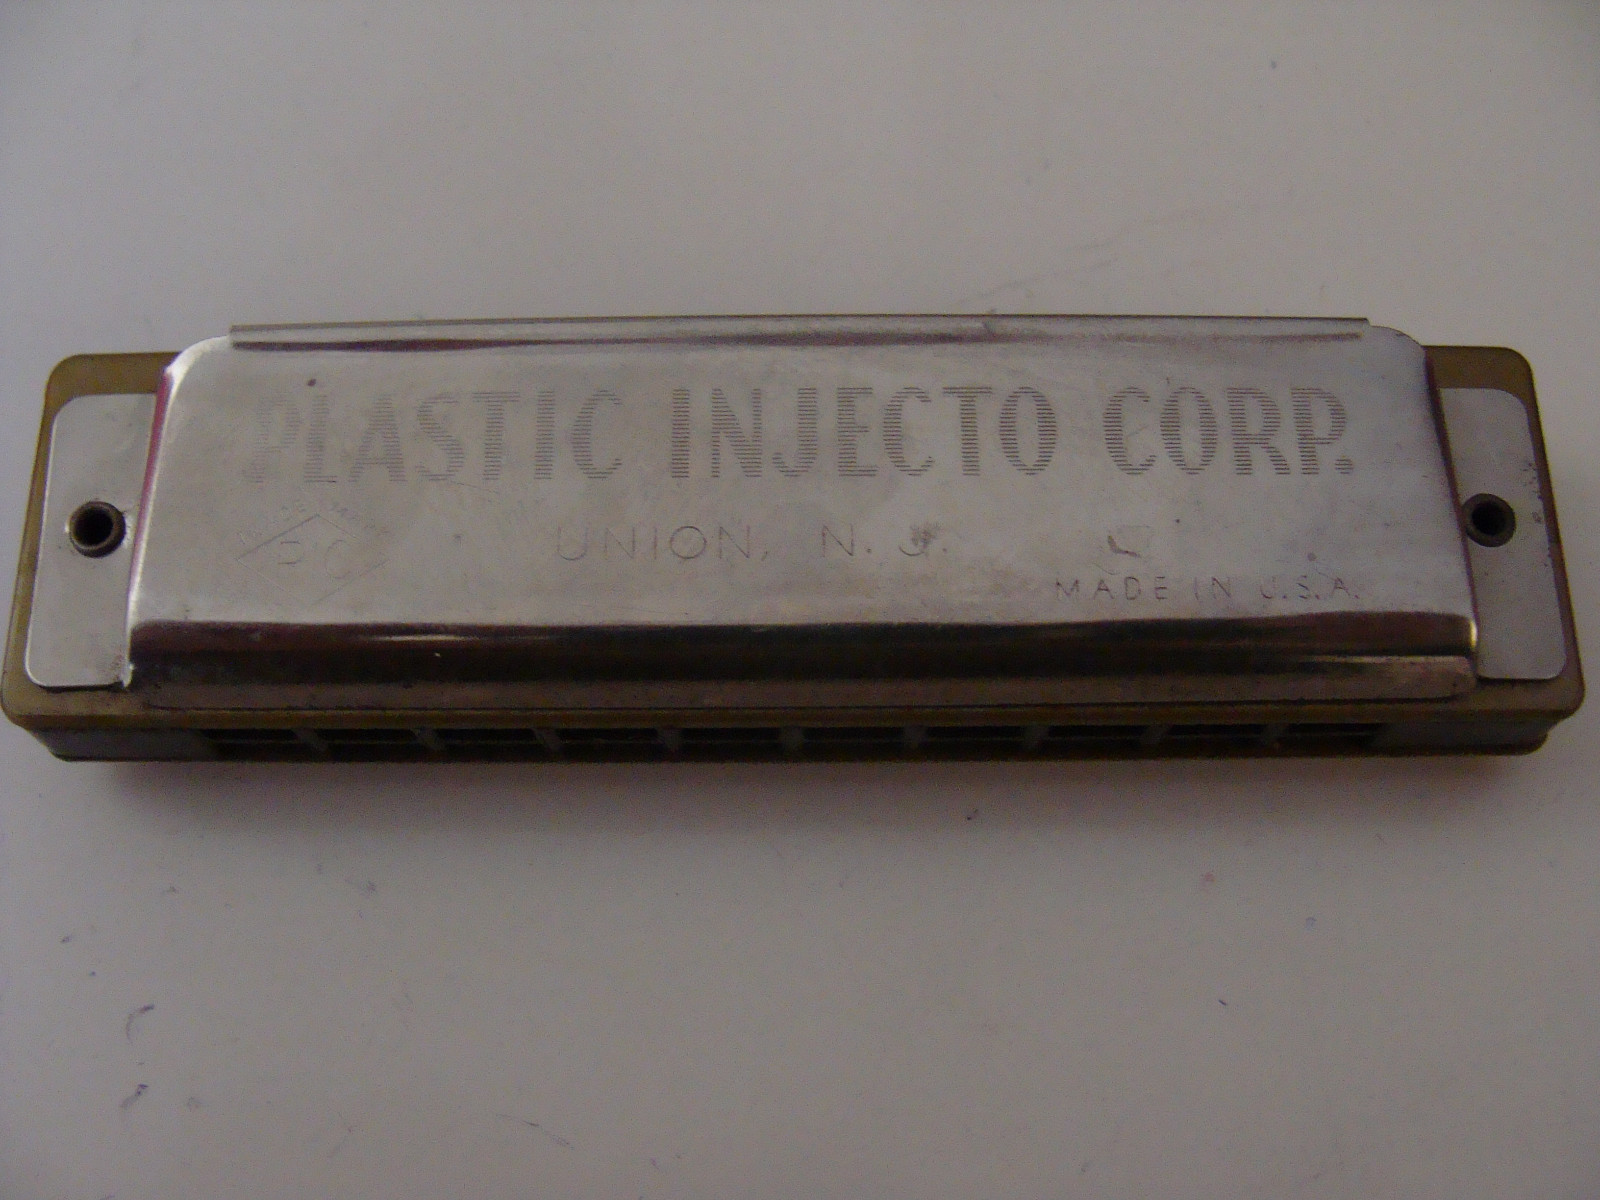 PLASTIC INJECTO CORP.
UNION, N. J.
MADE IN U.S.A.